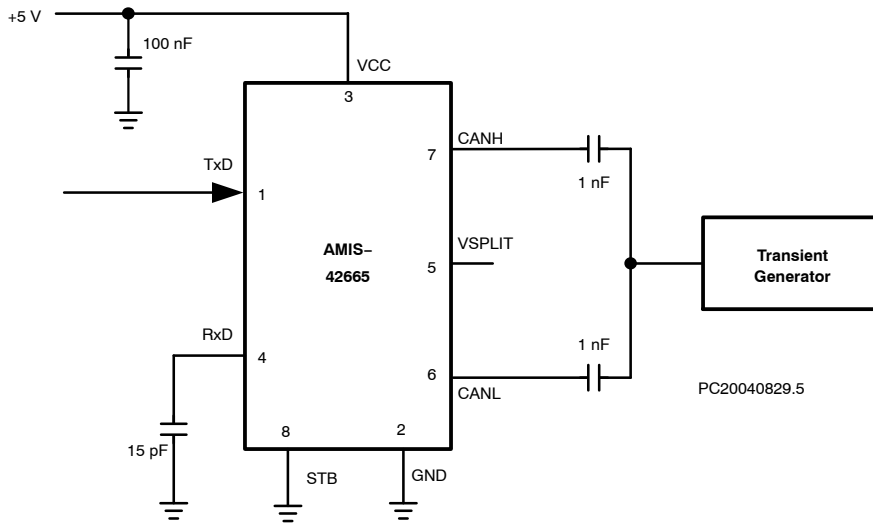 +5 V
100 nF
VCC
3
CANH
7
1 nF
TxD
1
AMIS−
42665
VSPLIT
5
Transient
Generator
RxD
4
1 nF
6
CANL
PC20040829.5
15 pF
8
2
STB
GND